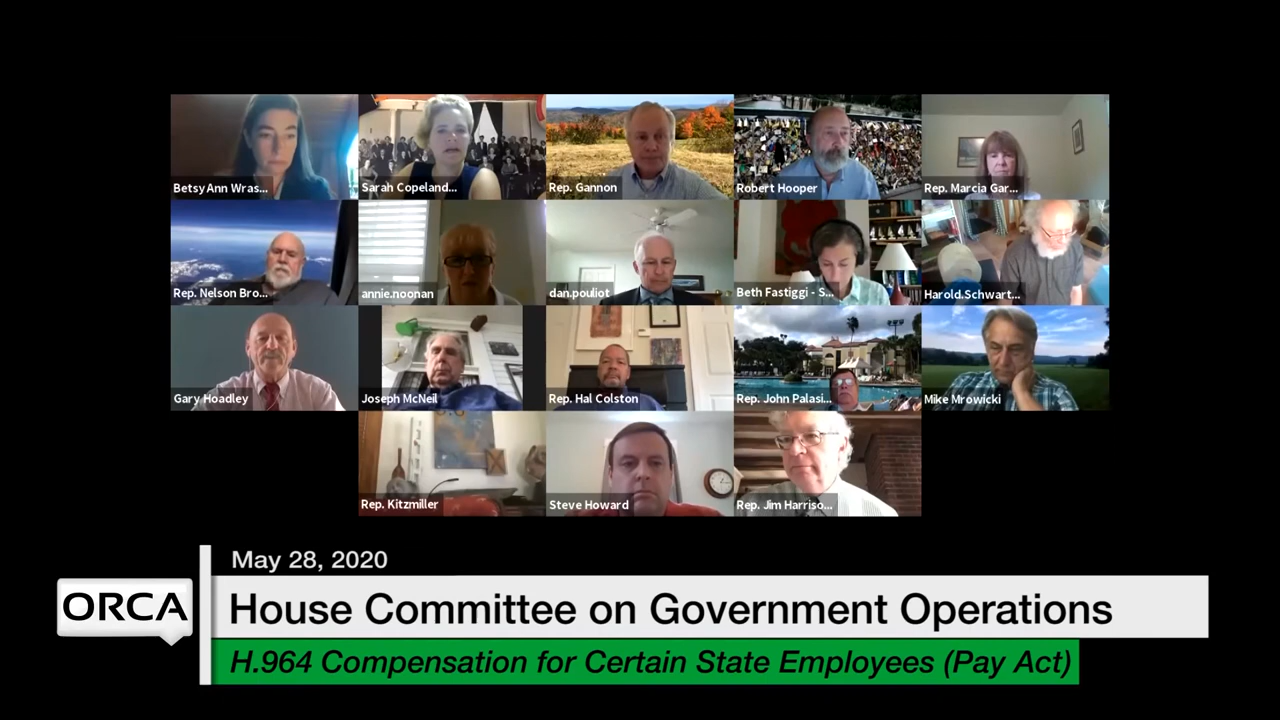 Betsy Ann Wras...
Sarah Copeland...
Rep. Gannon
Robert Hooper
Rep. Marcia Gar...
Rep. Nelson Bro...
annie.noonan
dan.pouliot
Beth Fastiggi - S...
Harold.Schwart...
Gary Hoadley
Joseph McNeil
Rep. Hal Colston
Rep. John Palasi...
Mike Mrowicki
Rep. Kitzmiller
Steve Howard
Rep. Jim Harriso...
May 28, 2020
ORCA
House Committee on Government Operations
H.964 Compensation for Certain State Employees (Pay Act)